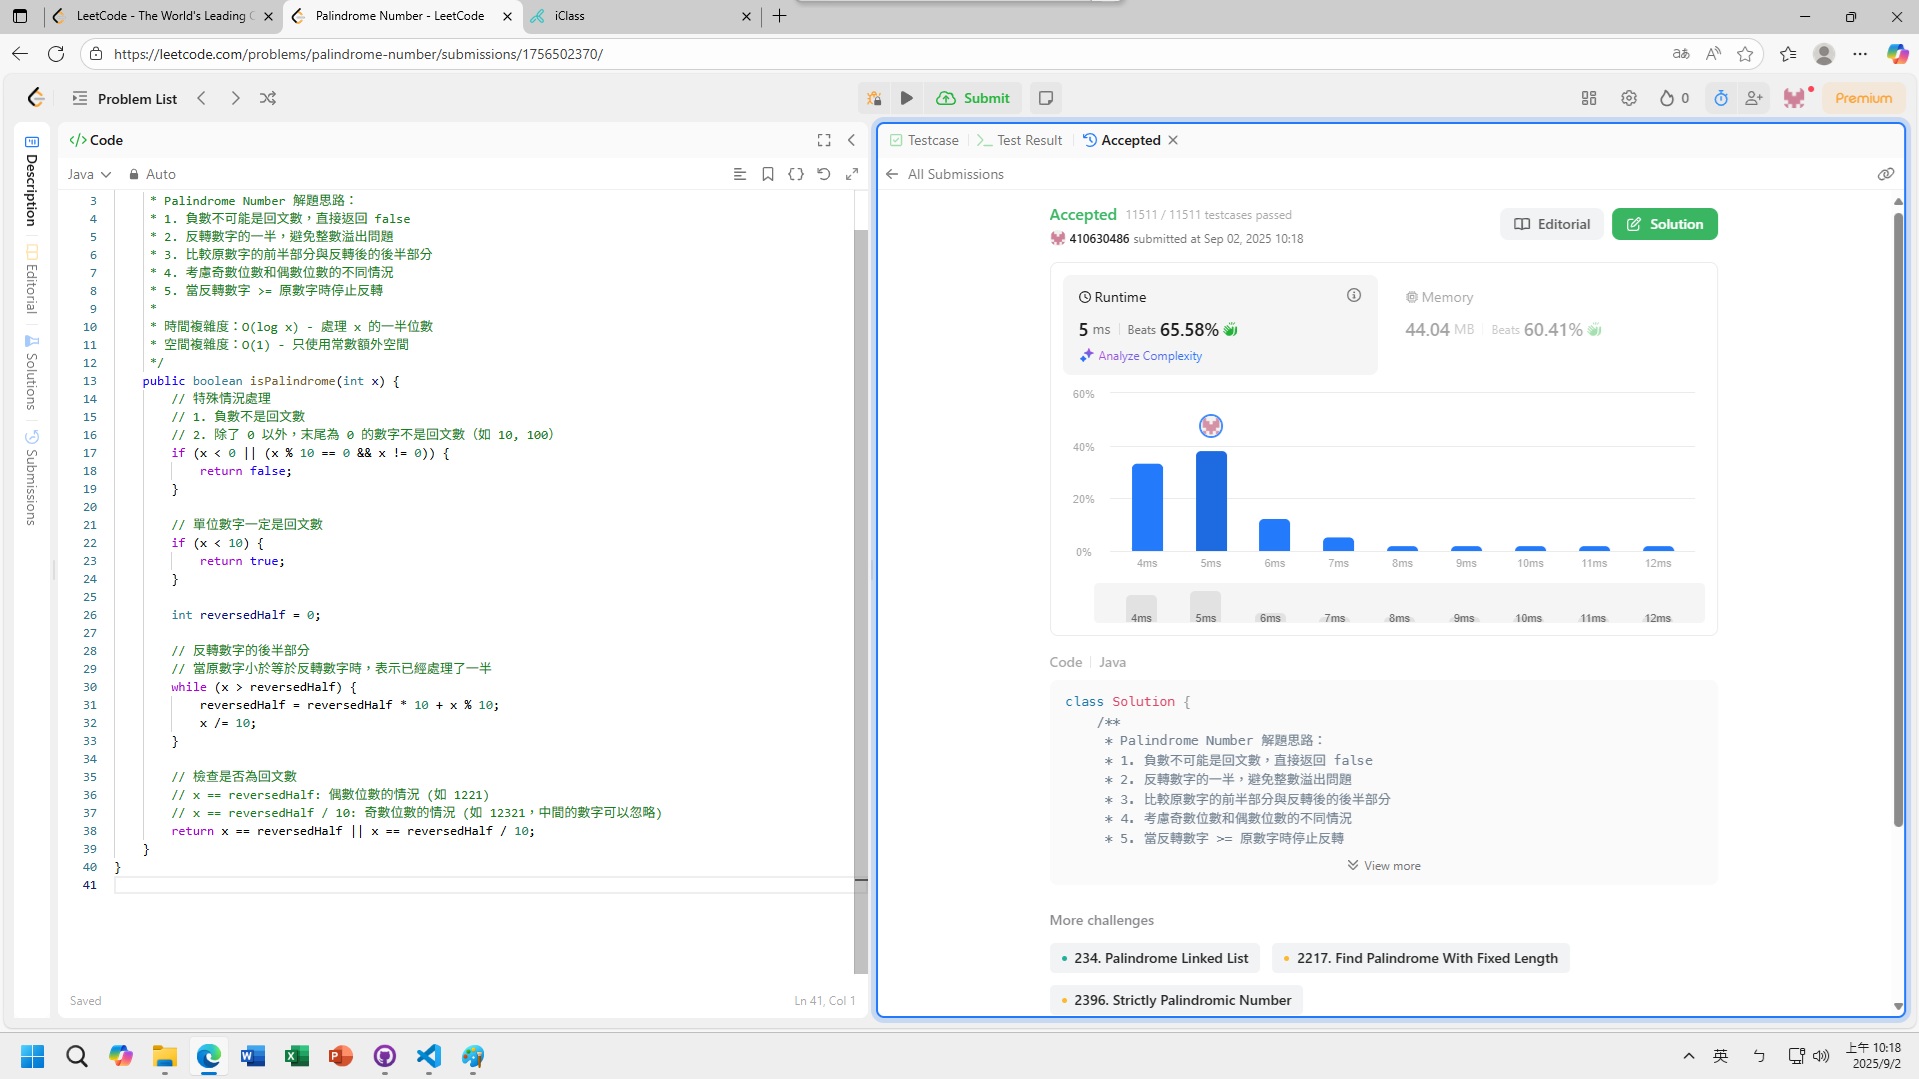 LeetCode - The World's Leading
Palindrome Number - LeetCode
iClass
https://leetcode.com/problems/palindrome-number/submissions/1756502370/
Problem List
Submit
0
Premium
Description
Editorial
Solutions
Submissions
Code
Java
Auto
3 * Palindrome Number 解題思路：
4 * 1. 負數不可能是回文數，直接返回 false
5 * 2. 反轉數字的一半，避免整數溢出問題
6 * 3. 比較原數字的前半部分與反轉後的後半部分
7 * 4. 考慮奇數位數和偶數位數的不同情況
8 * 5. 當反轉數字 >= 原數字時停止反轉
9 *
10 * 時間複雜度：O(log x) - 處理 x 的一半位數
11 * 空間複雜度：O(1) - 只使用常數額外空間
12 */
13 public boolean isPalindrome(int x) {
14 // 特殊情況處理
15 // 1. 負數不是回文數
16 // 2. 除了 0 以外，末尾為 0 的數字不是回文數（如 10, 100）
17 if (x < 0 || (x % 10 == 0 && x != 0)) {
18 return false;
19 }
20
21 // 單位數字一定是回文數
22 if (x < 10) {
23 return true;
24 }
25
26 int reversedHalf = 0;
27
28 // 反轉數字的後半部分
29 // 當原數字小於等於反轉數字時，表示已經處理了一半
30 while (x > reversedHalf) {
31 reversedHalf = reversedHalf * 10 + x % 10;
32 x /= 10;
33 }
34
35 // 檢查是否為回文數
36 // x == reversedHalf: 偶數位數的情況 (如 1221)
37 // x == reversedHalf / 10: 奇數位數的情況 (如 12321，中間的數字可以忽略)
38 return x == reversedHalf || x == reversedHalf / 10;
39 }
40 }
41
Saved
Ln 41, Col 1
Testcase
Test Result
Accepted
All Submissions
Accepted 11511 / 11511 testcases passed
410630486 submitted at Sep 02, 2025 10:18
Editorial
Solution
Runtime
5 ms Beats 65.58%
Analyze Complexity
Memory
44.04 MB Beats 60.41%
60%
40%
20%
0%
4ms 5ms 6ms 7ms 8ms 9ms 10ms 11ms 12ms
4ms 5ms 6ms 7ms 8ms 9ms 10ms 11ms 12ms
Code Java
class Solution {
/**
* Palindrome Number 解題思路：
* 1. 負數不可能是回文數，直接返回 false
* 2. 反轉數字的一半，避免整數溢出問題
* 3. 比較原數字的前半部分與反轉後的後半部分
* 4. 考慮奇數位數和偶數位數的不同情況
* 5. 當反轉數字 >= 原數字時停止反轉
View more
More challenges
234. Palindrome Linked List
2217. Find Palindrome With Fixed Length
2396. Strictly Palindromic Number
英
ㄅ
上午 10:18
2025/9/2